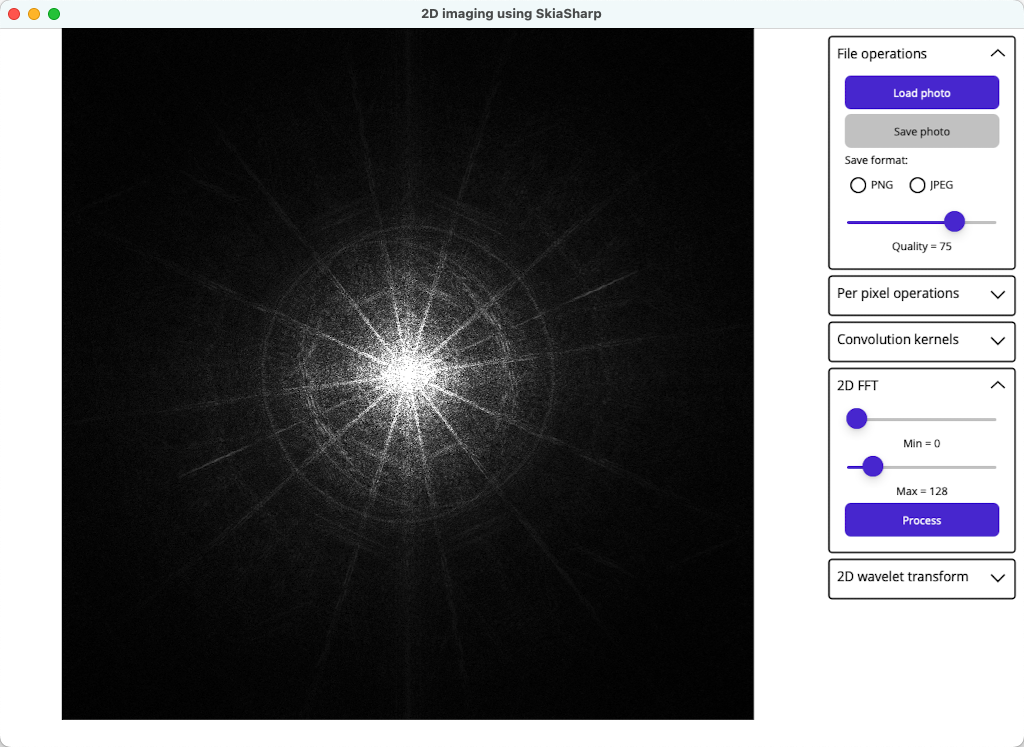 2D imaging using SkiaSharp
File operations
Load photo
Save photo
Save format:
PNG JPEG
Quality = 75
Per pixel operations
Convolution kernels
2D FFT
Min = 0
Max = 128
Process
2D wavelet transform